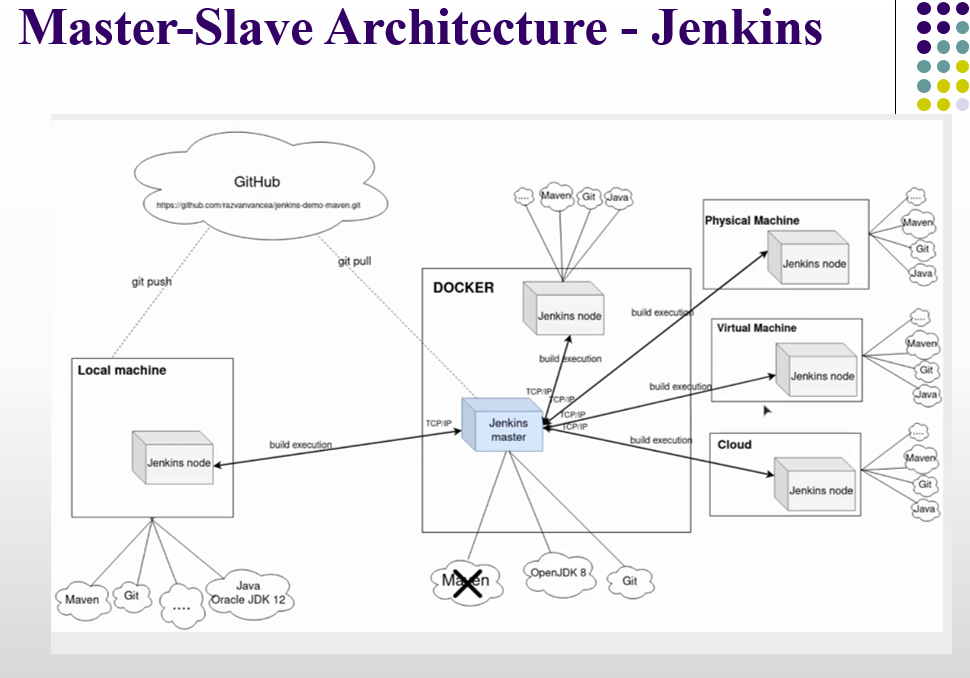 Master-Slave Architecture - Jenkins
GitHub
https://github.com/razvanvancea/jenkins-demo-maven.git
git push
git pull
Local machine
Jenkins node
build execution
TCP/IP
Maven
Git
....
Java
Oracle JDK 12
DOCKER
....
Maven
Git
Java
Jenkins node
build execution
TCP/IP
TCP/IP
TCP/IP
TCP/IP
Jenkins
master
Maven
OpenJDK 8
Git
build execution
build execution
build execution
Physical Machine
Jenkins node
....
Maven
Git
Java
Virtual Machine
Jenkins node
....
Maven
Git
Java
Cloud
Jenkins node
....
Maven
Git
Java